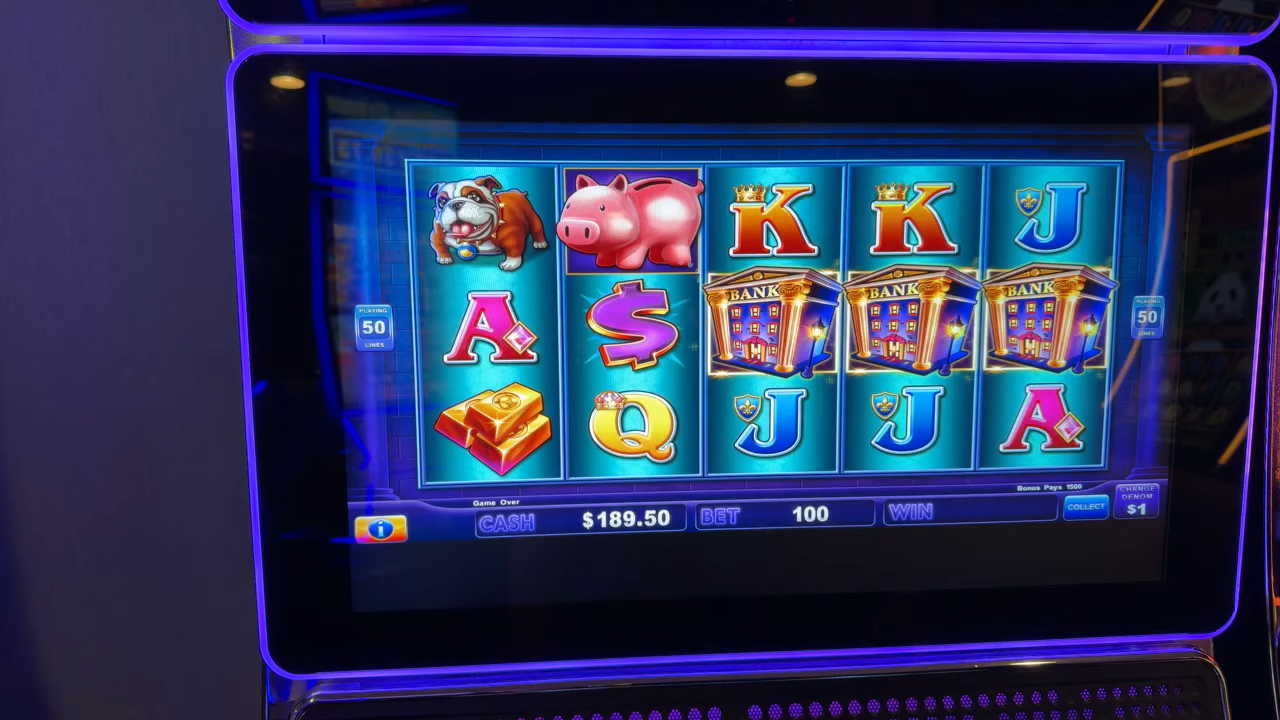 K
K
J
BANK
BANK
BANK
PLAYING
50
LINES
A
$
PLAYING
50
LINES
Q
J
J
A
Game Over
Bonus Pays 1500
CASH $189.50
BET 100
WIN
COLLECT
CHANGE
DENOM
$1
i